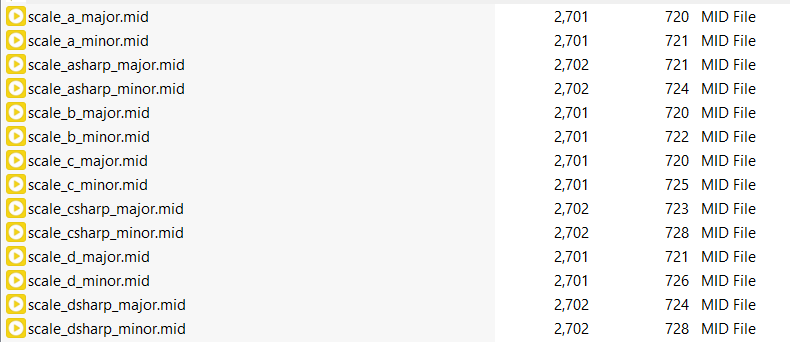 scale_a_major.mid 2,701 720 MID File
scale_a_minor.mid 2,701 721 MID File
scale_asharp_major.mid 2,702 721 MID File
scale_asharp_minor.mid 2,702 724 MID File
scale_b_major.mid 2,701 720 MID File
scale_b_minor.mid 2,701 722 MID File
scale_c_major.mid 2,701 720 MID File
scale_c_minor.mid 2,701 725 MID File
scale_csharp_major.mid 2,702 723 MID File
scale_csharp_minor.mid 2,702 728 MID File
scale_d_major.mid 2,701 721 MID File
scale_d_minor.mid 2,701 726 MID File
scale_dsharp_major.mid 2,702 724 MID File
scale_dsharp_minor.mid 2,702 728 MID File